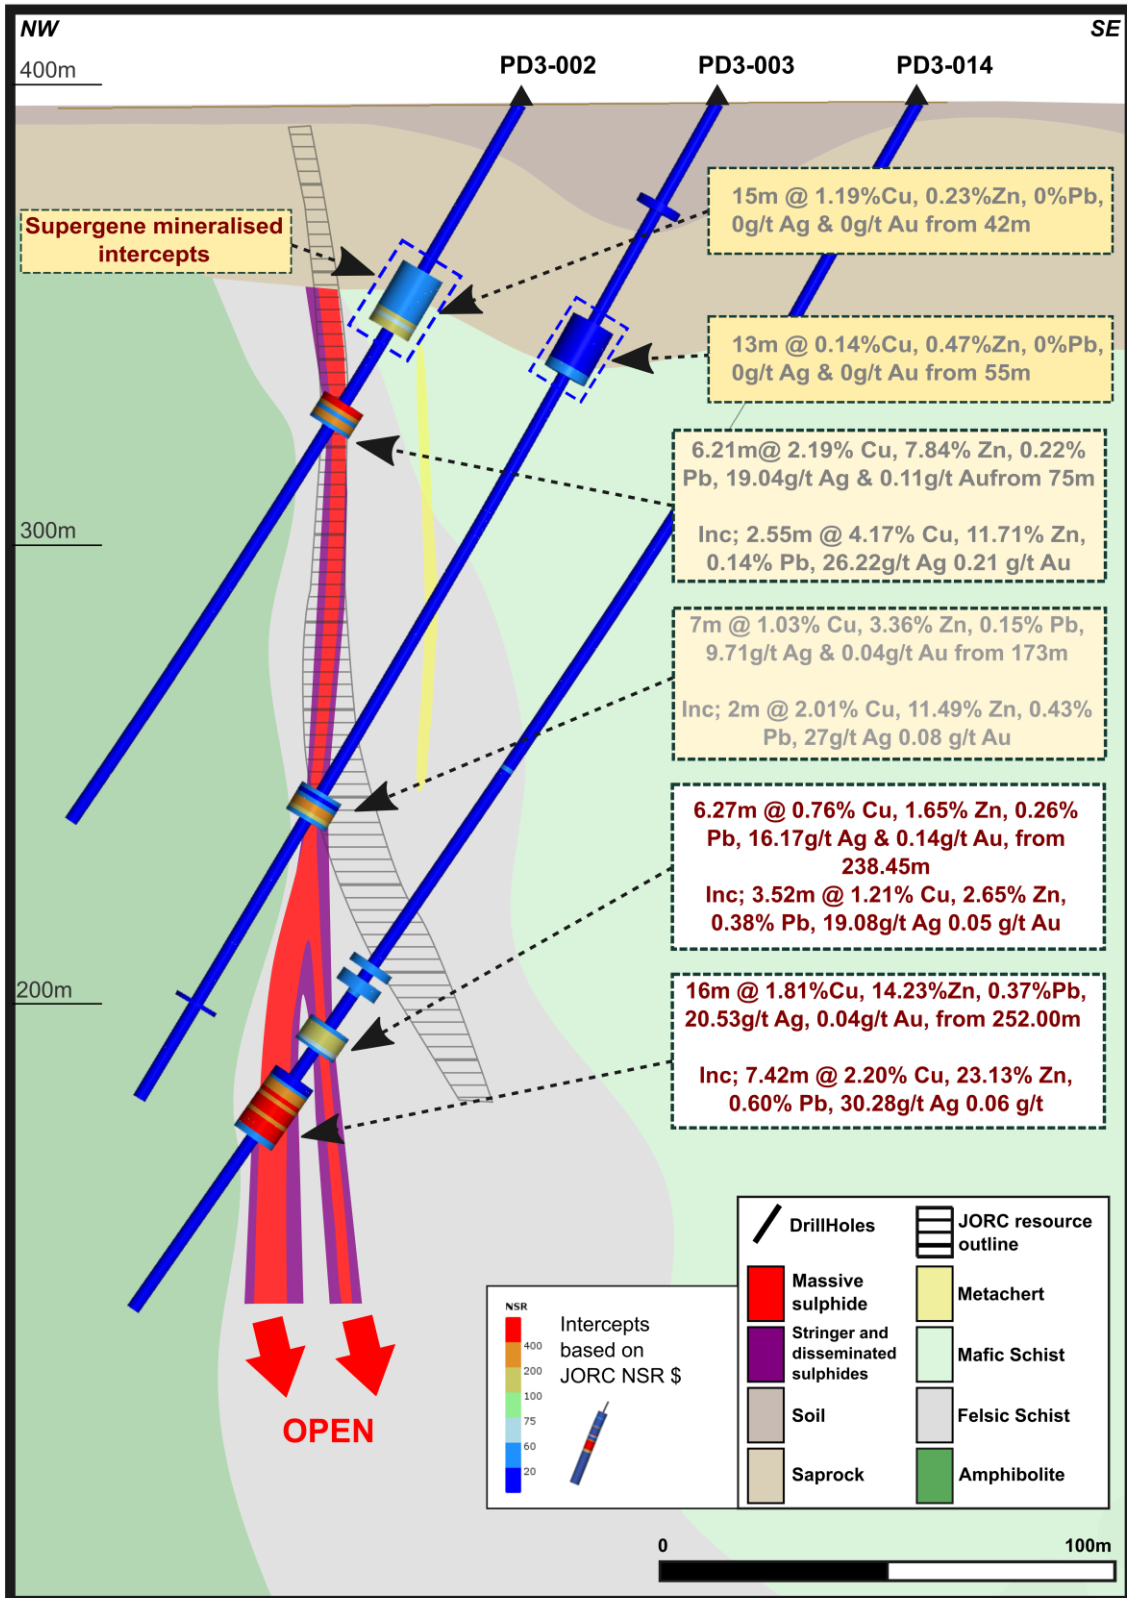 NW
SE
400m
PD3-002
PD3-003
PD3-014
15m @ 1.19%Cu, 0.23%Zn, 0%Pb,
0g/t Ag & 0g/t Au from 42m
Supergene mineralised
intercepts
13m @ 0.14%Cu, 0.47%Zn, 0%Pb,
0g/t Ag & 0g/t Au from 55m
6.21m@ 2.19% Cu, 7.84% Zn, 0.22%
Pb, 19.04g/t Ag & 0.11g/t Aufrom 75m
Inc; 2.55m @ 4.17% Cu, 11.71% Zn,
0.14% Pb, 26.22g/t Ag 0.21 g/t Au
300m
7m @ 1.03% Cu, 3.36% Zn, 0.15% Pb,
9.71g/t Ag & 0.04g/t Au from 173m
Inc; 2m @ 2.01% Cu, 11.49% Zn, 0.43%
Pb, 27g/t Ag 0.08 g/t Au
6.27m @ 0.76% Cu, 1.65% Zn, 0.26%
Pb, 16.17g/t Ag & 0.14g/t Au, from
238.45m
Inc; 3.52m @ 1.21% Cu, 2.65% Zn,
0.38% Pb, 19.08g/t Ag 0.05 g/t Au
200m
16m @ 1.81%Cu, 14.23%Zn, 0.37%Pb,
20.53g/t Ag, 0.04g/t Au, from 252.00m
Inc; 7.42m @ 2.20% Cu, 23.13% Zn,
0.60% Pb, 30.28g/t Ag 0.06 g/t
OPEN
NSR
400
200
100
75
60
20
Intercepts
based on
JORC NSR $
DrillHoles
JORC resource
outline
Massive
sulphide
Metachert
Stringer and
disseminated
sulphides
Mafic Schist
Soil
Felsic Schist
Saprock
Amphibolite
0
100m